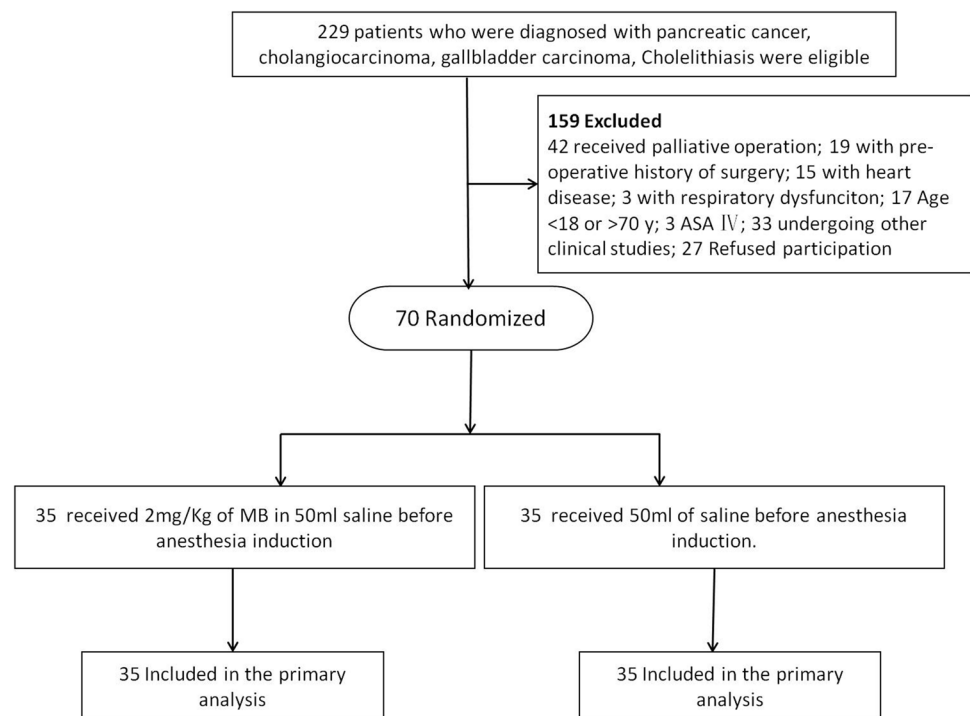 229 patients who were diagnosed with pancreatic cancer,
cholangiocarcinoma, gallbladder carcinoma, Cholelithiasis were eligible
159 Excluded
42 received palliative operation; 19 with pre-
operative history of surgery; 15 with heart
disease; 3 with respiratory dysfunciton; 17 Age
<18 or >70 y; 3 ASA Ⅳ; 33 undergoing other
clinical studies; 27 Refused participation
70 Randomized
35 received 2mg/Kg of MB in 50ml saline before
anesthesia induction
35 received 50ml of saline before anesthesia
induction.
35 Included in the primary
analysis
35 Included in the primary
analysis